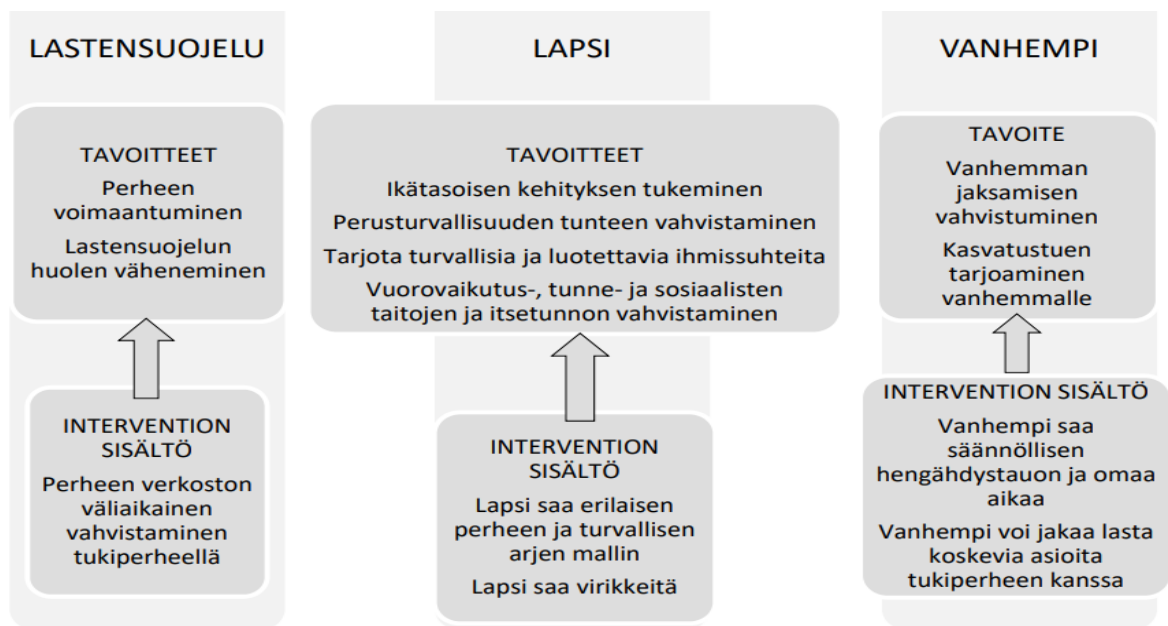 LASTENSUOJELU
TAVOITTEET
Perheen
voimaantuminen
Lastensuojelun
huolen väheneminen
INTERVENTION
SISÄLTÖ
Perheen verkoston
väliaikainen
vahvistaminen
tukiperheellä
LAPSI
TAVOITTEET
Ikätasoisen kehityksen tukeminen
Perusturvallisuuden tunteen vahvistaminen
Tarjota turvallisia ja luotettavia ihmissuhteita
Vuorovaikutus-, tunne- ja sosiaalisten
taitojen ja itsetunnon vahvistaminen
INTERVENTION
SISÄLTÖ
Lapsi saa erilaisen
perheen ja turvallisen
arjen mallin
Lapsi saa virikkeitä
VANHEMPI
TAVOITE
Vanhemman
jaksamisen
vahvistuminen
Kasvatustuen
tarjoaminen
vanhemmalle
INTERVENTION SISÄLTÖ
Vanhempi saa
säännöllisen
hengähdystauon ja omaa
aikaa
Vanhempi voi jakaa lasta
koskevia asioita
tukiperheen kanssa